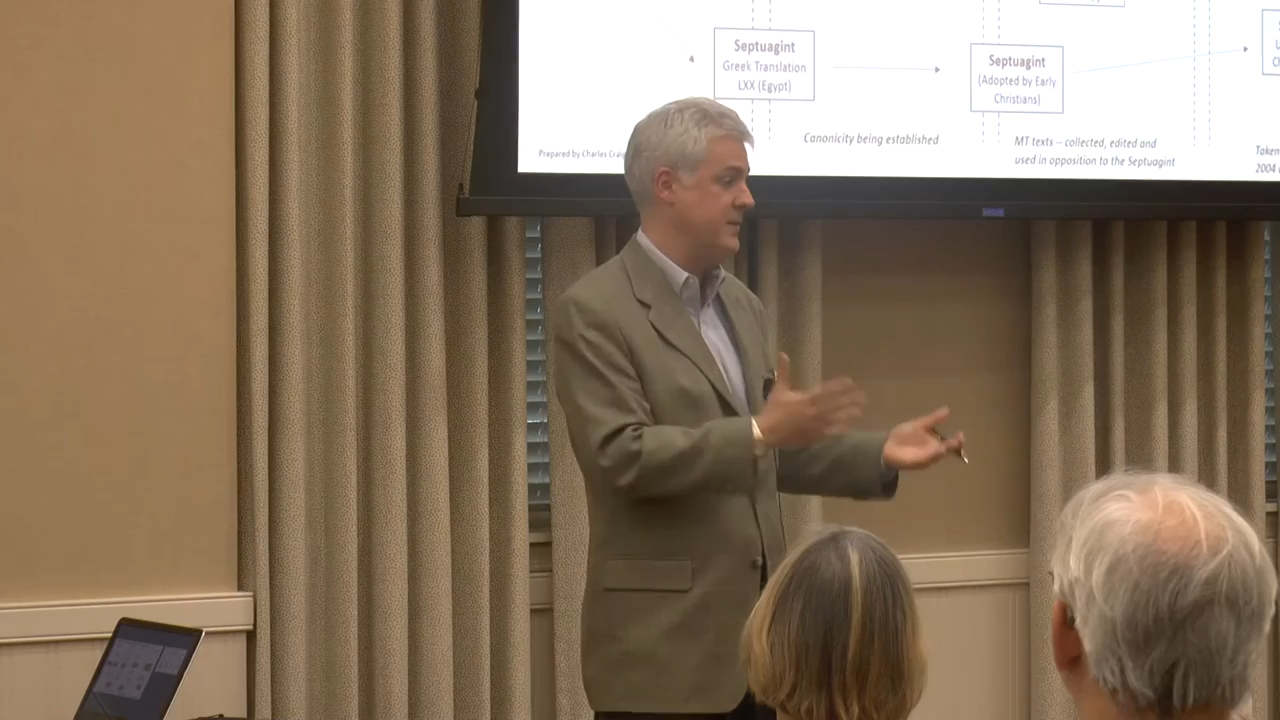 Septuagint
Greek Translation
LXX (Egypt)
Septuagint
(Adopted by Early
Christians)
Canonicity being established
MT texts -- collected, edited and
used in opposition to the Septuagint
Prepared by Charles
Taken
2004